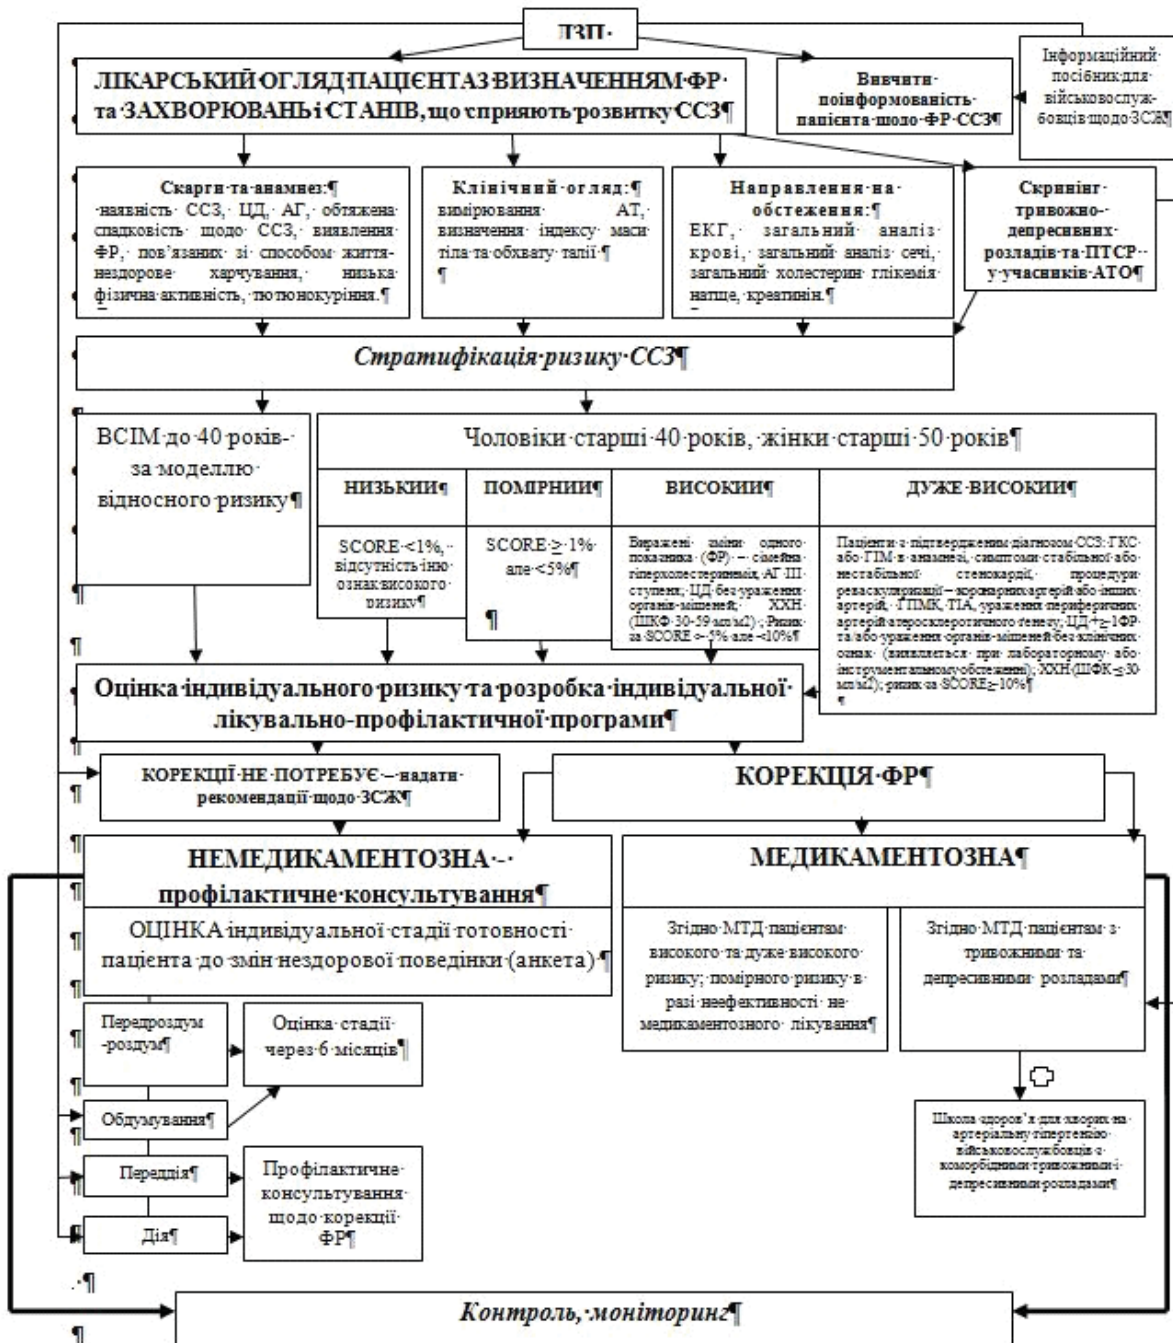 ЛЗП
ЛІКАРСЬКИЙ ОГЛЯД ПАЦІЄНТА З ВИЗНАЧЕННЯМ ФР
та ЗАХВОРЮВАНЬ і СТАНІВ, що сприяють розвитку ССЗ¶
Вивчити
поінформованість
пацієнта щодо ФР ССЗ¶
Інформаційний
посібник для
військовослуж-
бовців щодо ЗСЖ¶
Скарги та анамнез:¶
наявність ССЗ, ЦД, АГ, обтяжена
спадковість щодо ССЗ, виявлення
ФР, пов’язаних зі способом життя-
нездорове харчування, низька
фізична активність, тютюнокуріння.¶
Клінічний огляд:¶
вимірювання АТ,
визначення індексу маси
тіла та обхвату талії¶
¶
Направлення на
обстеження:¶
ЕКГ, загальний аналіз
крові, загальний аналіз сечі,
загальний холестерин глікемія
натще, креатинін.¶
Скринінг
тривожно-
депресивних
розладів та ПТСР
у учасників АТО¶
Стратифікація ризику ССЗ¶
ВСІМ до 40 років-
за моделлю
відносного ризику¶
Чоловіки старші 40 років, жінки старші 50 років¶
НИЗЬКИЙ¶
ПОМІРНИЙ¶
ВИСОКИЙ¶
ДУЖЕ ВИСОКИЙ¶
SCORE <1%,
відсутність ін
ознак високого
ризику¶
SCORE ≥ 1%
але <5%¶
¶
Виражені зміни одного
показника (ФР) – сімейна
гіперхолестеринемія, АГ ІІІ
ступеня; ЦД без ураження
органів-мішеней; ХХН
(ШКФ 30-59 мл/м2) ; Ризик
за SCORE 5% але <10%¶
Пацієнти з підтвердженим діагнозом ССЗ: ГКС
або ГІМ в анамнезі, симптоми стабільної або
нестабільної стенокардії, процедури
реваскуляризації – коронарних артерій або інших
артерій, ГПМК, ТІА, ураження периферичних
артерій атеросклеротичного генезу; ЦД +≥ 1ФР
та/або ураження органів-мішеней без клінічних
ознак (виявляється при лабораторному або
інструментальному обстеженні); ХХН (ШФК ≤30
мл/м2); ризик за SCORE ≥ 10%¶
¶
Оцінка індивідуального ризику та розробка індивідуальної
лікувально-профілактичної програми¶
КОРЕКЦІЇ НЕ ПОТРЕБУЄ – надати
рекомендації щодо ЗСЖ¶
КОРЕКЦІЯ ФР¶
НЕМЕДИКАМЕНТОЗНА -
профілактичне консультування¶
МЕДИКАМЕНТОЗНА¶
ОЦІНКА індивідуальної стадії готовності
пацієнта до змін нездорової поведінки (анкета) ¶
Згідно МТД пацієнтам
високого та дуже високого
ризику; помірного ризику в
разі неефективності не
медикаментозного лікування¶
Згідно МТД пацієнтам з
тривожними та
депресивними розладами¶
Передроздум
-роздум¶
Оцінка стадії
через 6 місяців¶
Обдумування¶
Переддія¶
Дія¶
Профілактичне
консультування
щодо корекції
ФР¶
Школа здоров’я для хворих на
артеріальну гіпертензію
військовослужбовців з
коморбідними тривожними і
депресивними розладами¶
Контроль, моніторинг¶